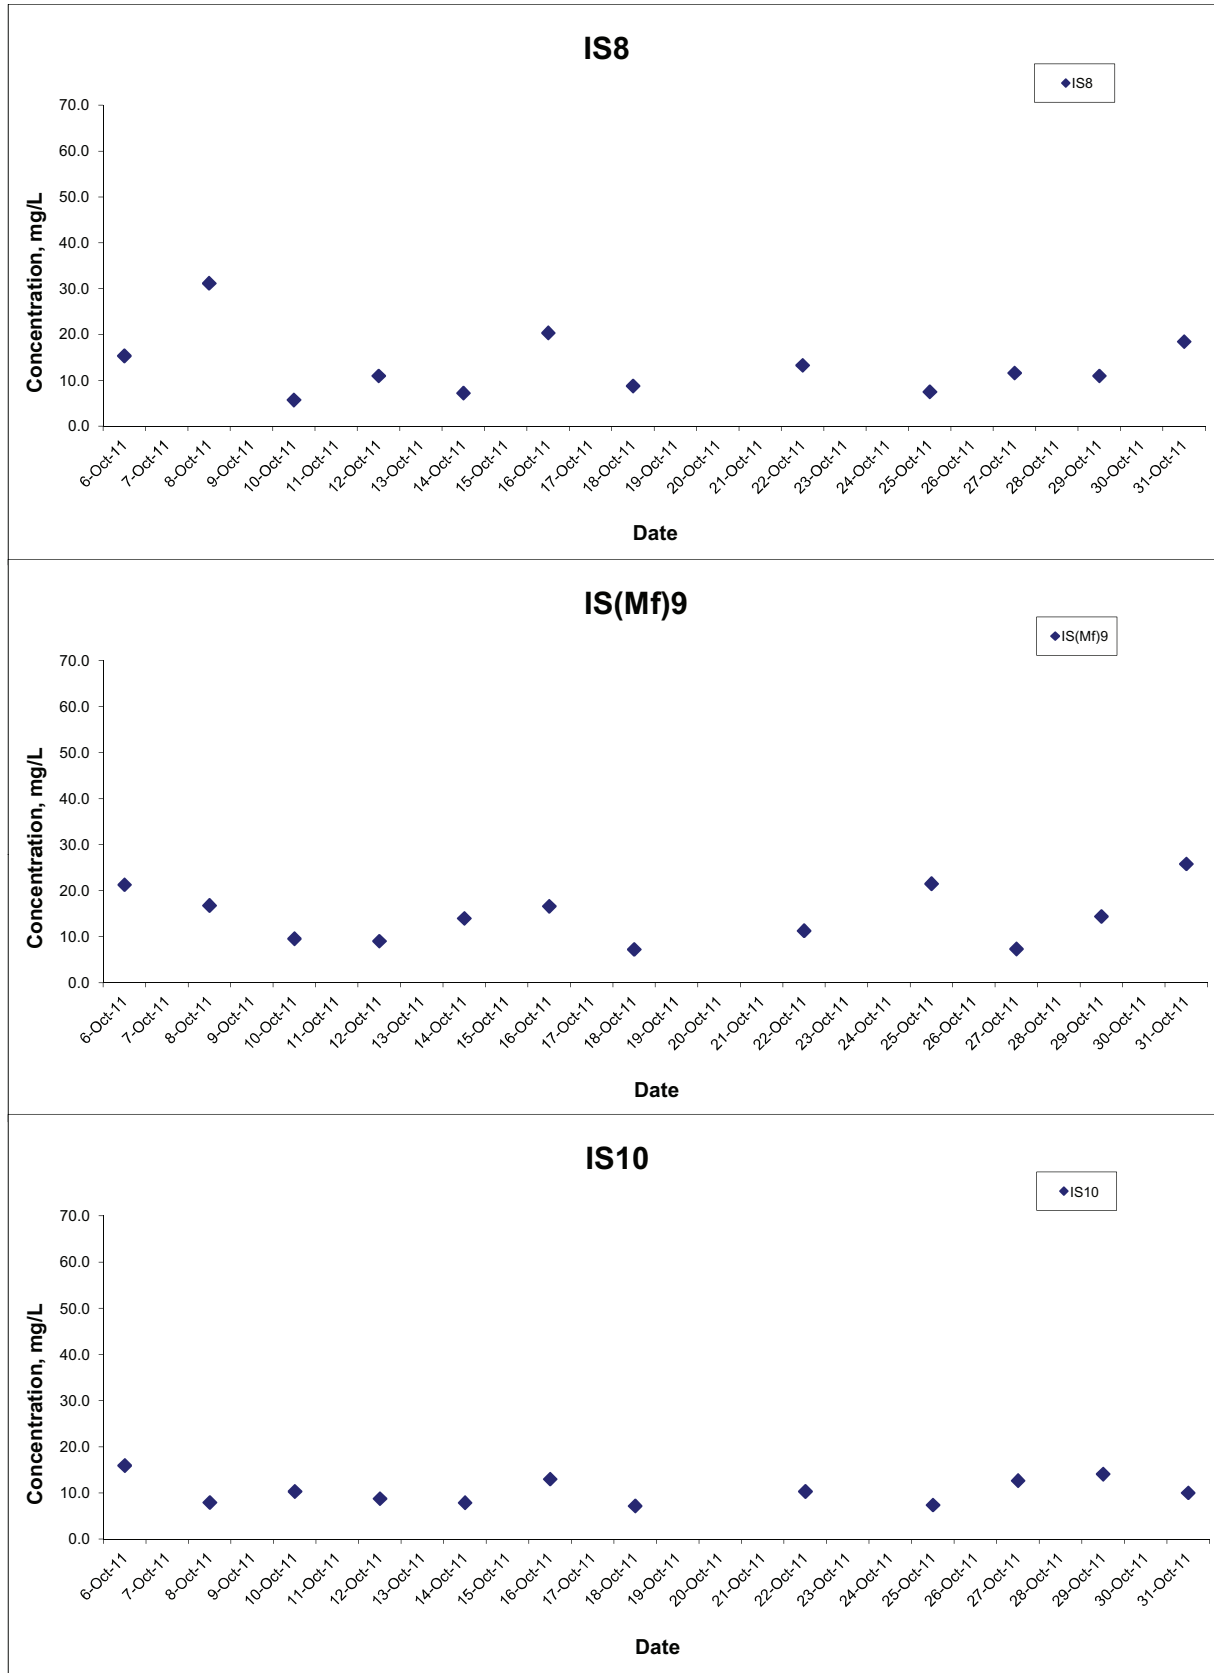 IS8
IS8
70.0
60.0
50.0
40.0
30.0
20.0
10.0
0.0
Concentration, mg/L
6-Oct-11
7-Oct-11
8-Oct-11
9-Oct-11
10-Oct-11
11-Oct-11
12-Oct-11
13-Oct-11
14-Oct-11
15-Oct-11
16-Oct-11
17-Oct-11
18-Oct-11
19-Oct-11
20-Oct-11
21-Oct-11
22-Oct-11
23-Oct-11
24-Oct-11
25-Oct-11
26-Oct-11
27-Oct-11
28-Oct-11
29-Oct-11
30-Oct-11
31-Oct-11
Date
IS(Mf)9
IS(Mf)9
70.0
60.0
50.0
40.0
30.0
20.0
10.0
0.0
Concentration, mg/L
6-Oct-11
7-Oct-11
8-Oct-11
9-Oct-11
10-Oct-11
11-Oct-11
12-Oct-11
13-Oct-11
14-Oct-11
15-Oct-11
16-Oct-11
17-Oct-11
18-Oct-11
19-Oct-11
20-Oct-11
21-Oct-11
22-Oct-11
23-Oct-11
24-Oct-11
25-Oct-11
26-Oct-11
27-Oct-11
28-Oct-11
29-Oct-11
30-Oct-11
31-Oct-11
Date
IS10
IS10
70.0
60.0
50.0
40.0
30.0
20.0
10.0
0.0
Concentration, mg/L
6-Oct-11
7-Oct-11
8-Oct-11
9-Oct-11
10-Oct-11
11-Oct-11
12-Oct-11
13-Oct-11
14-Oct-11
15-Oct-11
16-Oct-11
17-Oct-11
18-Oct-11
19-Oct-11
20-Oct-11
21-Oct-11
22-Oct-11
23-Oct-11
24-Oct-11
25-Oct-11
26-Oct-11
27-Oct-11
28-Oct-11
29-Oct-11
30-Oct-11
31-Oct-11
Date